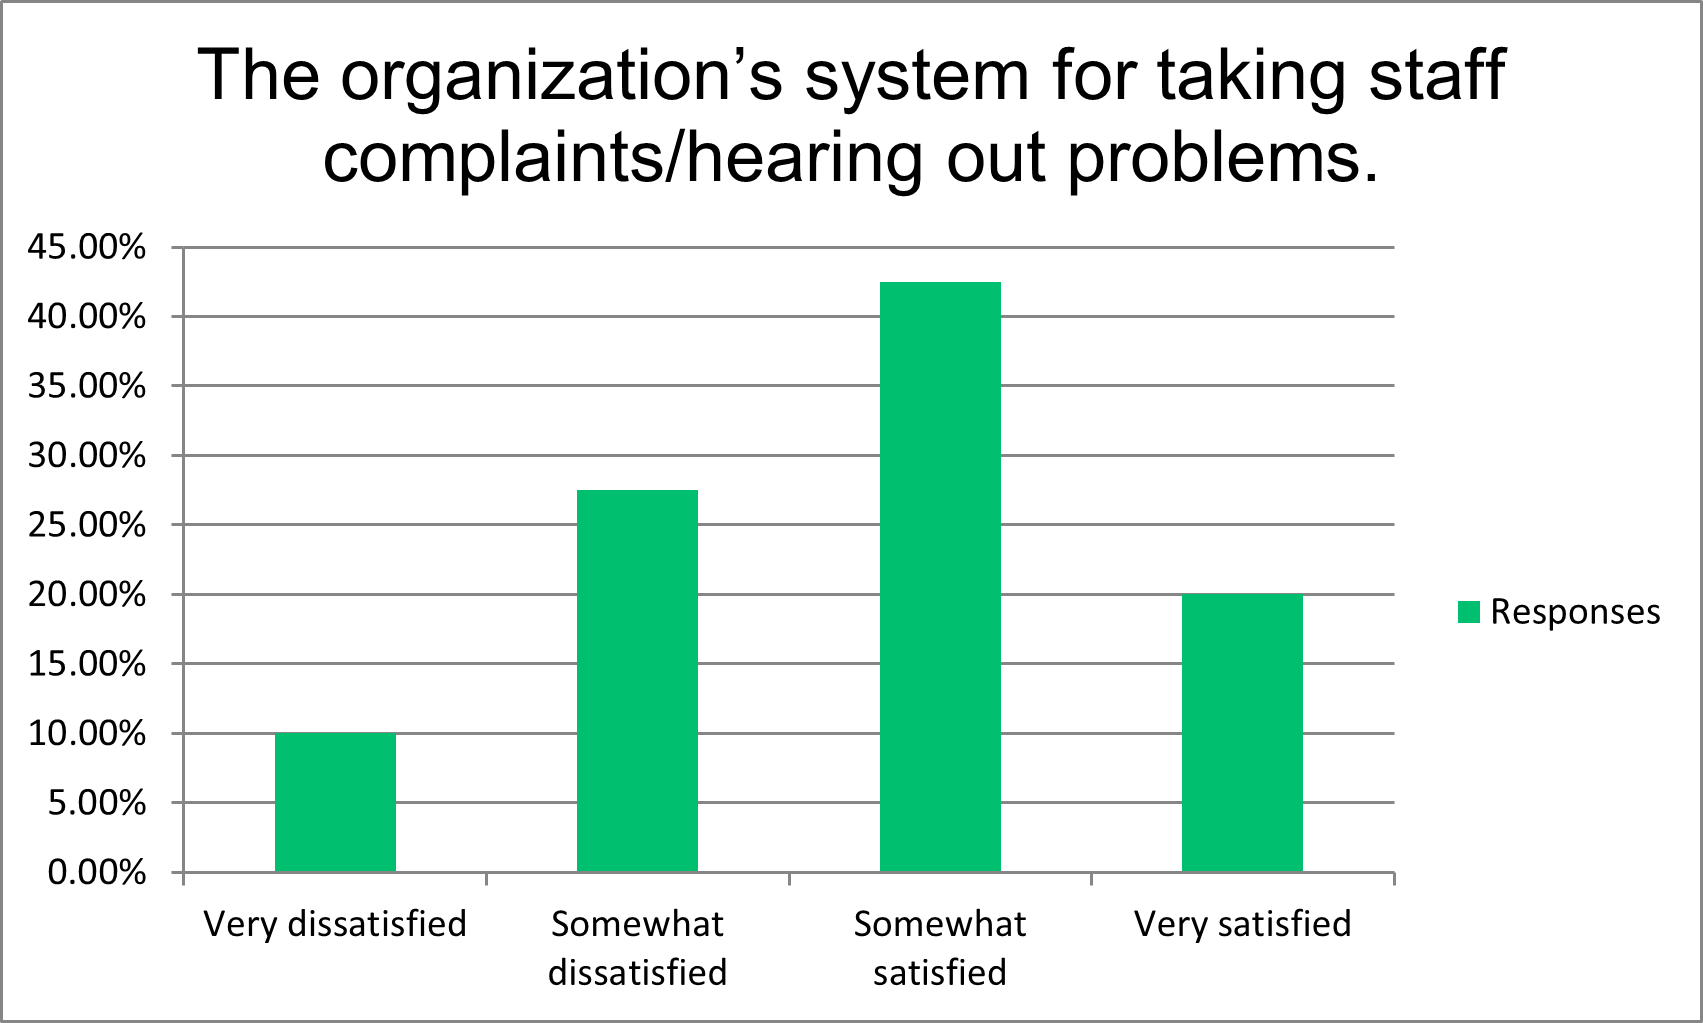 The organization’s system for taking staff
complaints/hearing out problems.
45.00%
40.00%
35.00%
30.00%
25.00%
20.00%
15.00%
10.00%
5.00%
0.00%
Responses
Very dissatisfied
Somewhat
dissatisfied
Somewhat
satisfied
Very satisfied